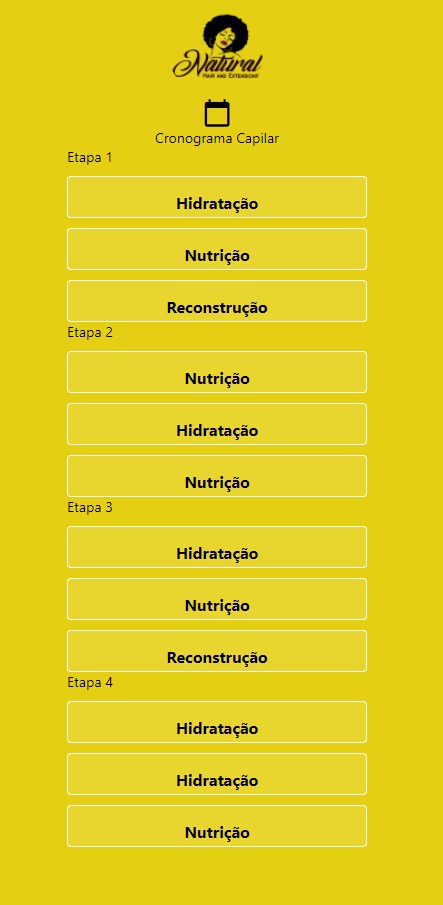 Natural
HAIR AND EXTENSIONS
Cronograma Capilar
Etapa 1
Hidratação
Nutrição
Reconstrução
Etapa 2
Nutrição
Hidratação
Nutrição
Etapa 3
Hidratação
Nutrição
Reconstrução
Etapa 4
Hidratação
Hidratação
Nutrição